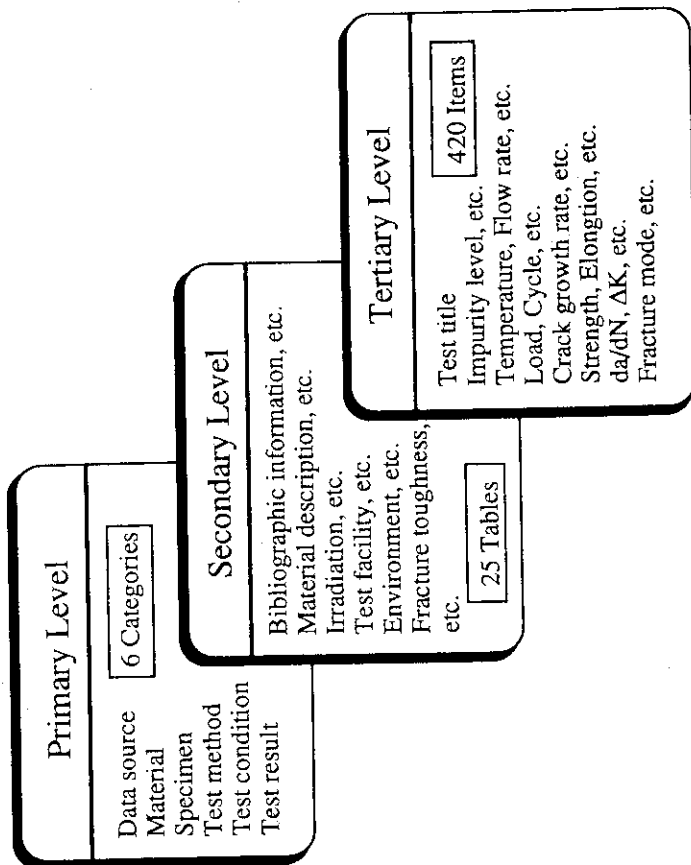 Primary Level
6 Categories
Data source
Material
Specimen
Test method
Test condition
Test result
Secondary Level
Bibliographic information, etc.
Material description, etc.
Irradiation, etc.
Test facility, etc.
Environment, etc.
Fracture toughness,
etc.
25 Tables
Tertiary Level
420 Items
Test title
Impurity level, etc.
Temperature, Flow rate, etc.
Load, Cycle, etc.
Crack growth rate, etc.
Strength, Elongtion, etc.
da/dN, ΔK, etc.
Fracture mode, etc.